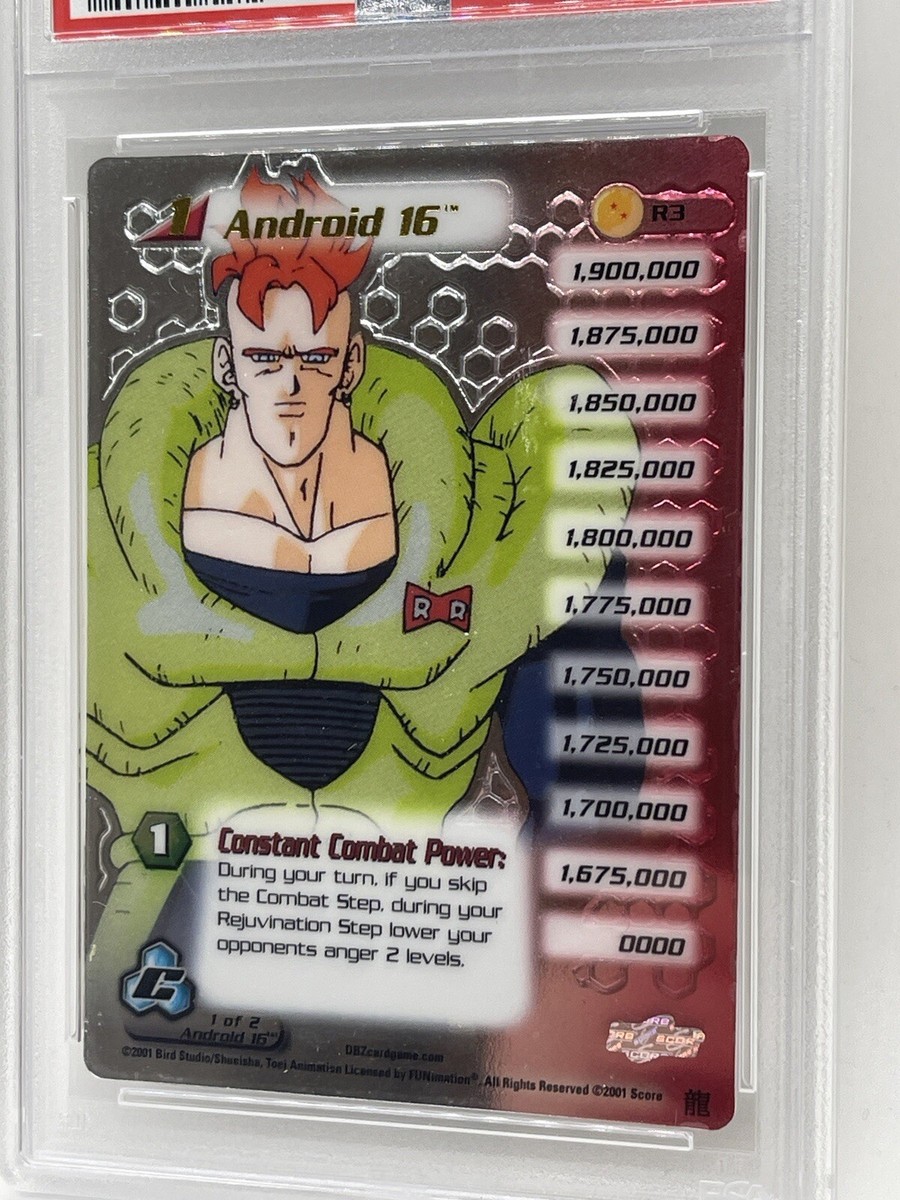 1 Android 16™ R3
1,900,000
1,875,000
1,850,000
1,825,000
1,800,000
1,775,000
1,750,000
1,725,000
1,700,000
1,675,000
0000
R R
1
Constant Combat Power:
During your turn, if you skip
the Combat Step, during your
Rejuvination Step lower your
opponents anger 2 levels.
C
1 of 2
Android 16™
DBZcardgame.com
©2001 Bird Studio/Shueisha, Toei Animation Licensed by FUNimation®. All Rights Reserved ©2001 Score
龍